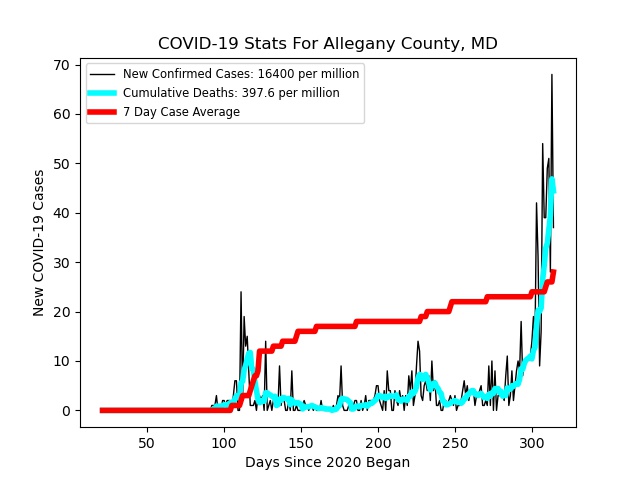 COVID-19 Stats For Allegany County, MD
New Confirmed Cases: 16400 per million
Cumulative Deaths: 397.6 per million
7 Day Case Average
New COVID-19 Cases
70
60
50
40
30
20
10
0
50 100 150 200 250 300
Days Since 2020 Began